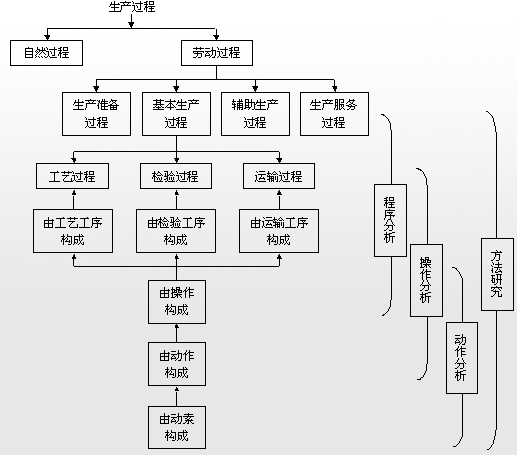 生产过程
自然过程
劳动过程
生产准备
过程
基本生产
过程
辅助生产
过程
生产服务
过程
工艺过程
检验过程
运输过程
由工艺工序
构成
由检验工序
构成
由运输工序
构成
由操作
构成
由动作
构成
由动素
构成
程序分析
操作分析
动作分析
方法研究